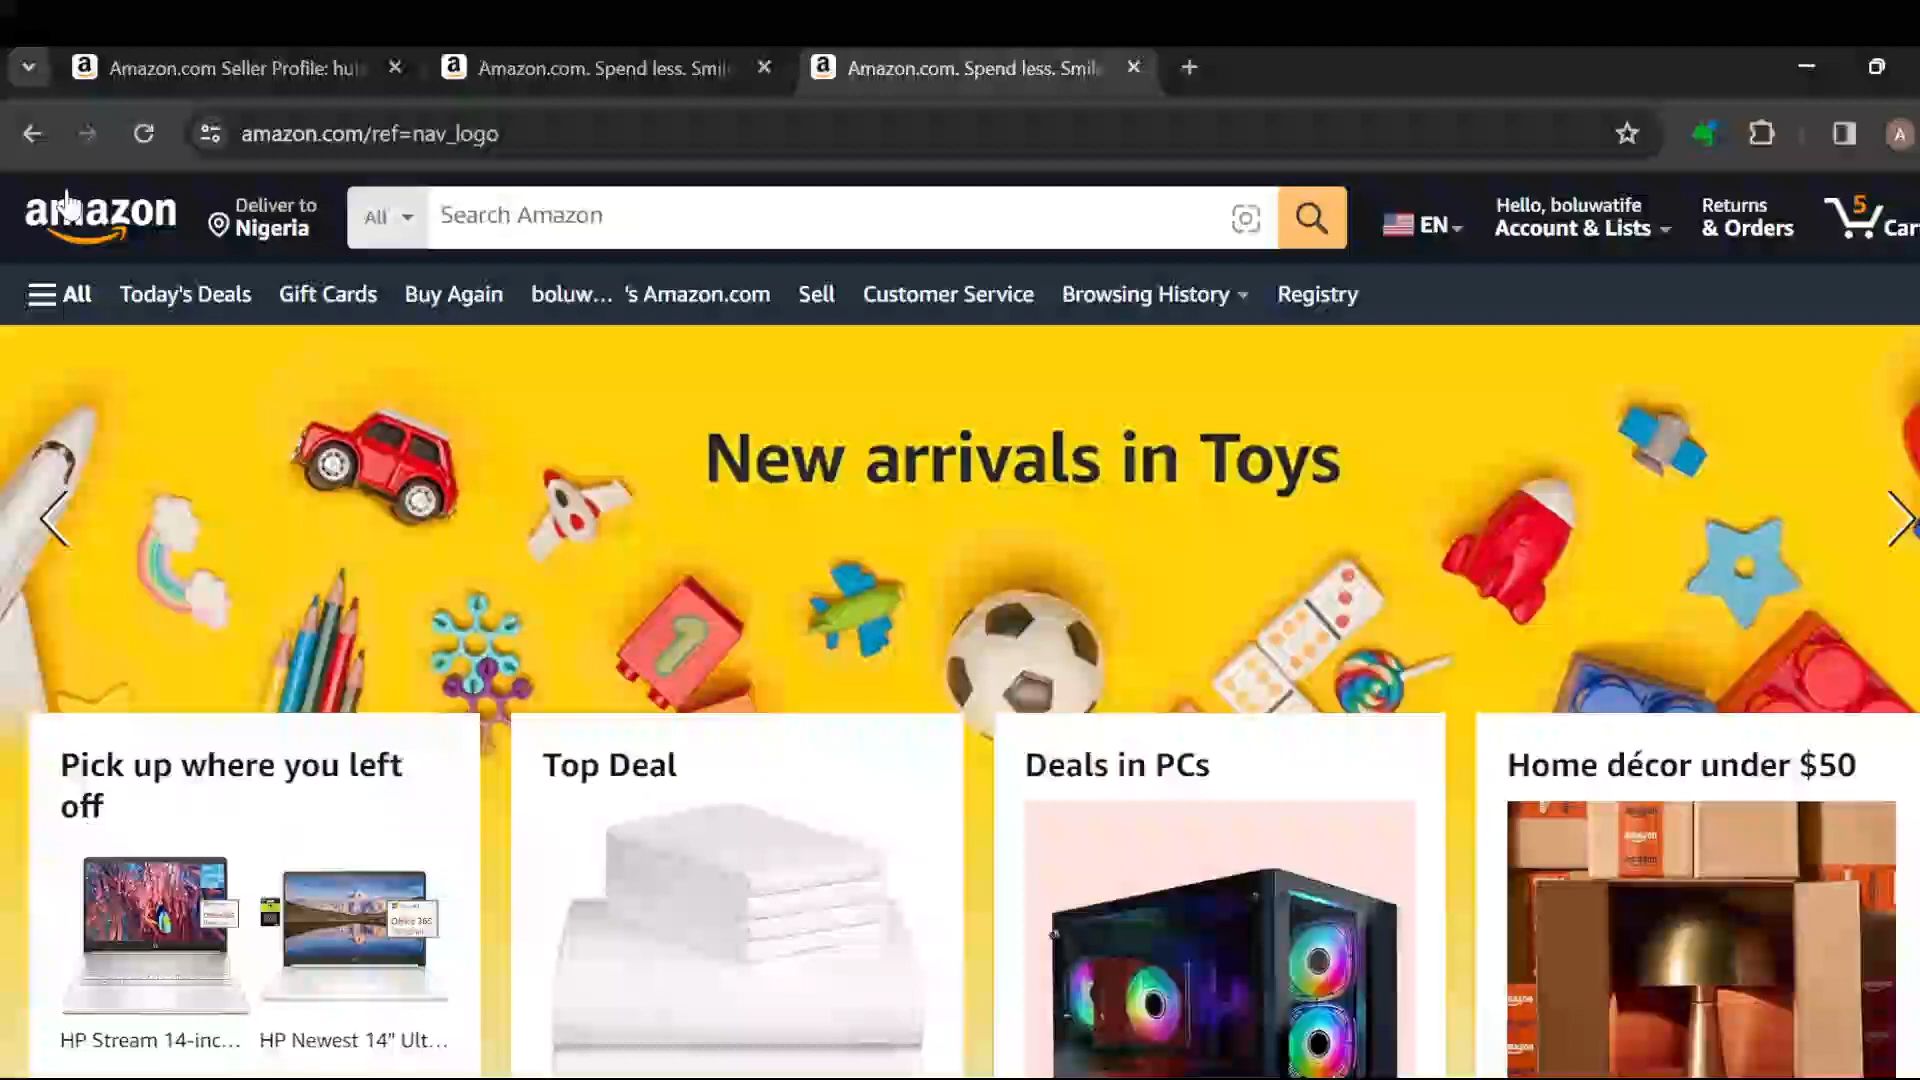 Amazon.com Seller Profile: hul
Amazon.com. Spend less. Smil
Amazon.com. Spend less. Smil
amazon.com/ref=nav_logo
A
amazon
Deliver to
Nigeria
All
Search Amazon
EN
Hello, boluwatife
Account & Lists
Returns
& Orders
5
Car
All
Today's Deals
Gift Cards
Buy Again
boluw... 's Amazon.com
Sell
Customer Service
Browsing History
Registry
New arrivals in Toys
1
Pick up where you left
off
HP Stream 14-inc...
HP Newest 14" Ult...
Top Deal
Deals in PCs
Home décor under $50